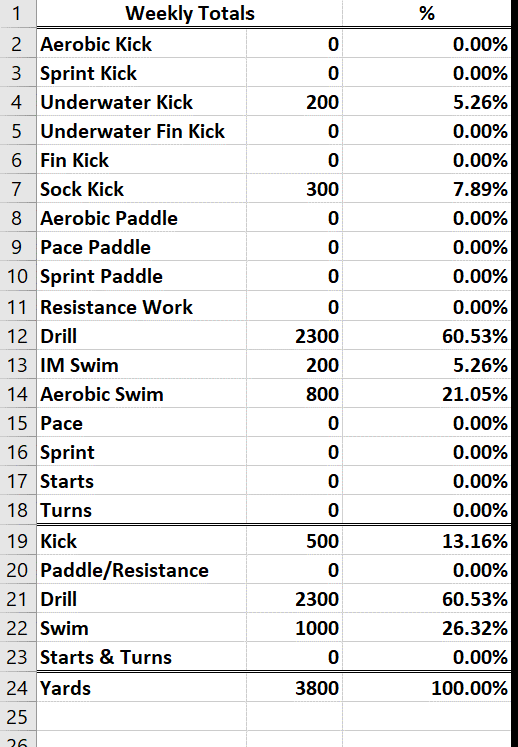 1 Weekly Totals %
2 Aerobic Kick 0 0.00%
3 Sprint Kick 0 0.00%
4 Underwater Kick 200 5.26%
5 Underwater Fin Kick 0 0.00%
6 Fin Kick 0 0.00%
7 Sock Kick 300 7.89%
8 Aerobic Paddle 0 0.00%
9 Pace Paddle 0 0.00%
10 Sprint Paddle 0 0.00%
11 Resistance Work 0 0.00%
12 Drill 2300 60.53%
13 IM Swim 200 5.26%
14 Aerobic Swim 800 21.05%
15 Pace 0 0.00%
16 Sprint 0 0.00%
17 Starts 0 0.00%
18 Turns 0 0.00%
19 Kick 500 13.16%
20 Paddle/Resistance 0 0.00%
21 Drill 2300 60.53%
22 Swim 1000 26.32%
23 Starts & Turns 0 0.00%
24 Yards 3800 100.00%
25
26